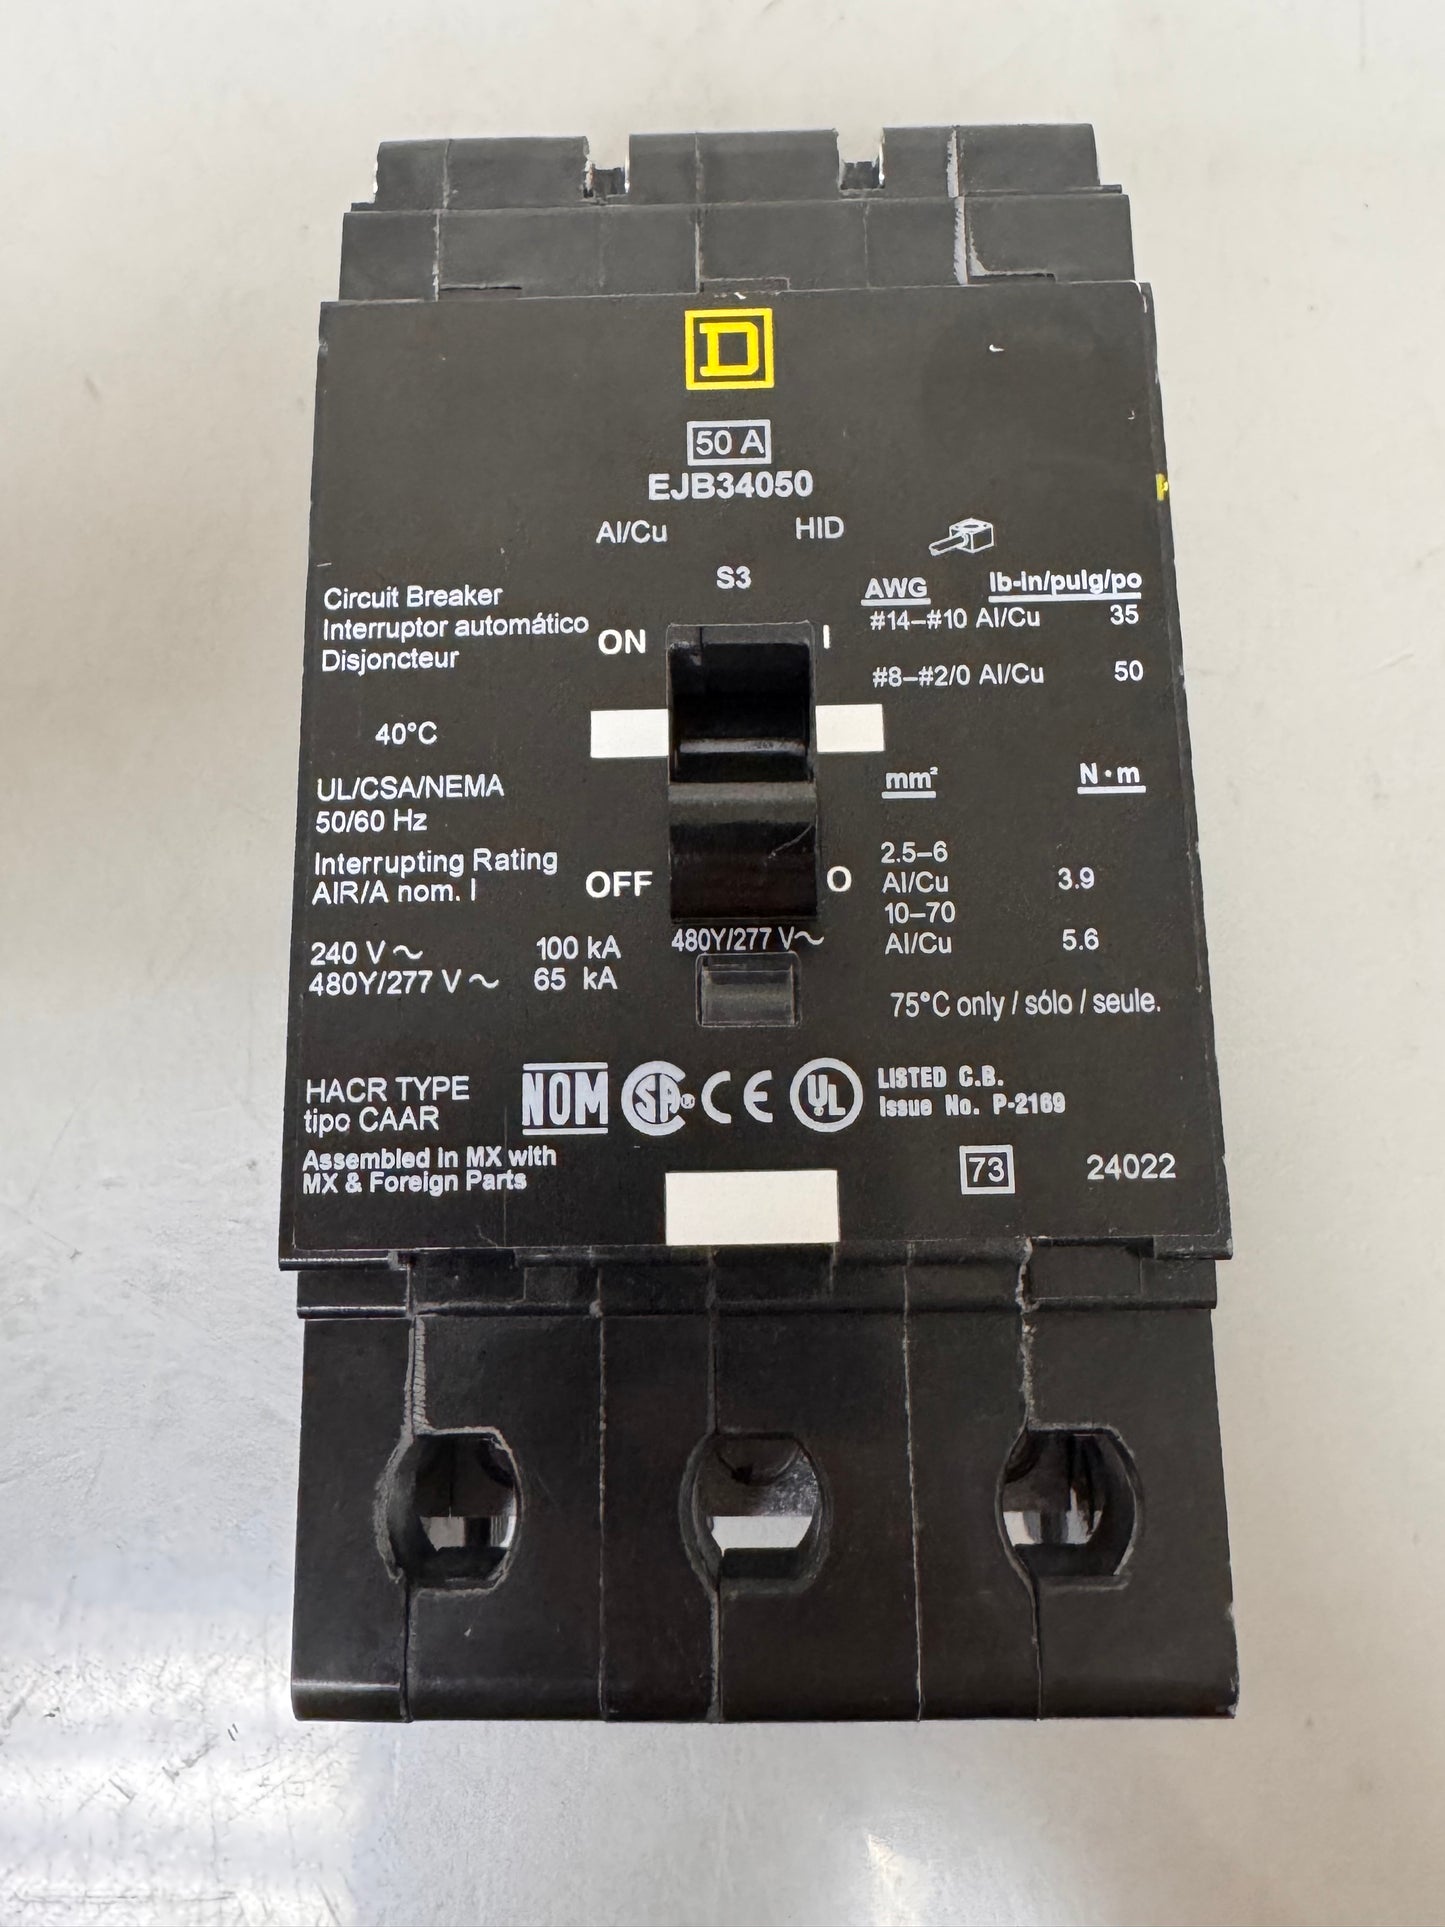 D
50 A
EJB34050
Al/Cu HID
S3
Circuit Breaker
Interruptor automático
Disjoncteur
ON I
40°C
UL/CSA/NEMA
50/60 Hz
Interrupting Rating
AIR/A nom. I
OFF O
240 V ~ 100 kA
480Y/277 V ~ 65 kA
480Y/277 V~
AWG lb-in/pulg/po
#14–#10 Al/Cu 35
#8–#2/0 Al/Cu 50
mm² N·m
2.5–6
Al/Cu 3.9
10–70
Al/Cu 5.6
75°C only / sólo / seule.
HACR TYPE
tipo CAAR
NOM SA® CE UL
LISTED C.B.
Issue No. P-2169
Assembled in MX with
MX & Foreign Parts
73 24022